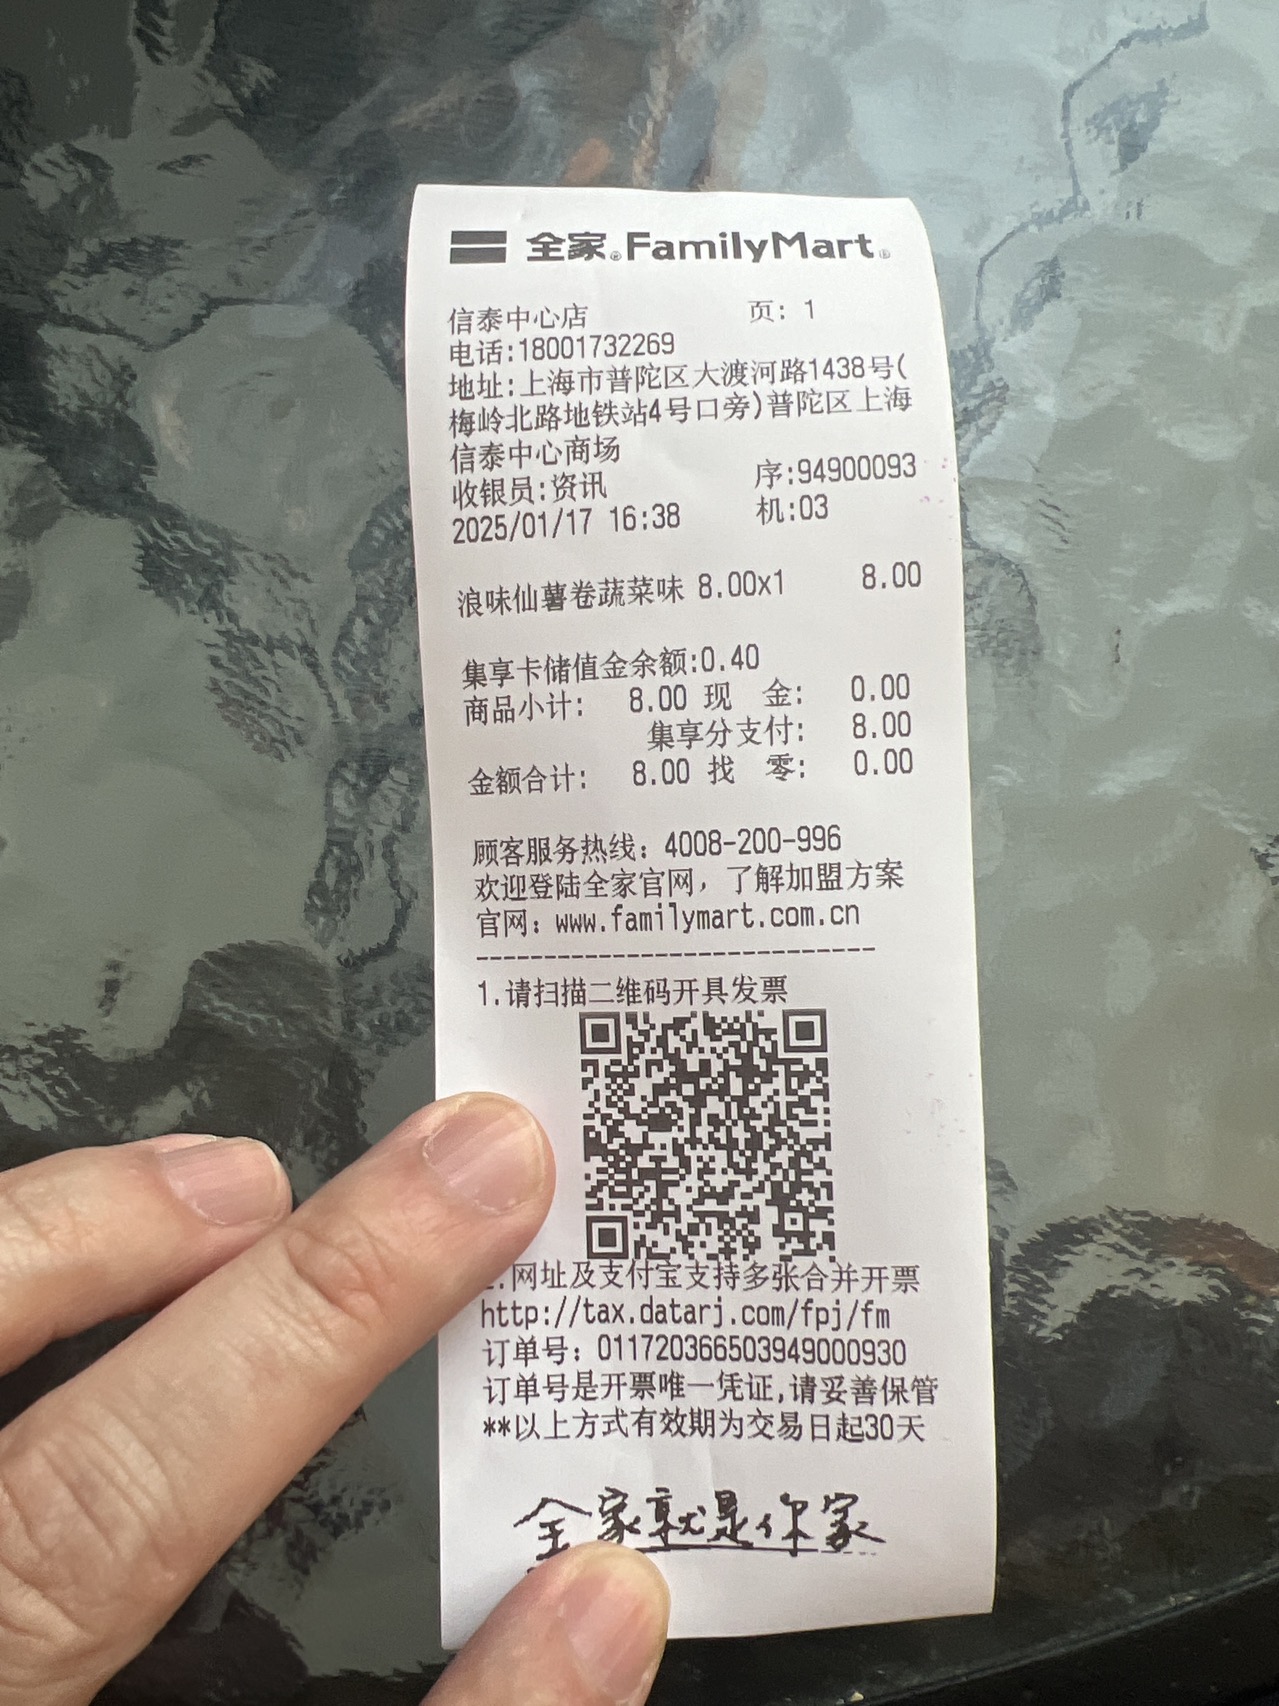 全家®FamilyMart®
信泰中心店 页: 1
电话:18001732269
地址:上海市普陀区大渡河路1438号(
梅岭北路地铁站4号口旁)普陀区上海
信泰中心商场
收银员:资讯 序:94900093
2025/01/17 16:38 机:03
浪味仙薯卷蔬菜味 8.00x1 8.00
集享卡储值金余额:0.40
商品小计: 8.00 现 金: 0.00
集享分支付: 8.00
金额合计: 8.00 找 零: 0.00
顾客服务热线: 4008-200-996
欢迎登陆全家官网，了解加盟方案
官网: www.familymart.com.cn
------------------------------
1.请扫描二维码开具发票
2.网址及支付宝支持多张合并开票
http://tax.datarj.com/fpj/fm
订单号: 011720366503949000930
订单号是开票唯一凭证,请妥善保管
**以上方式有效期为交易日起30天
全家就是你家